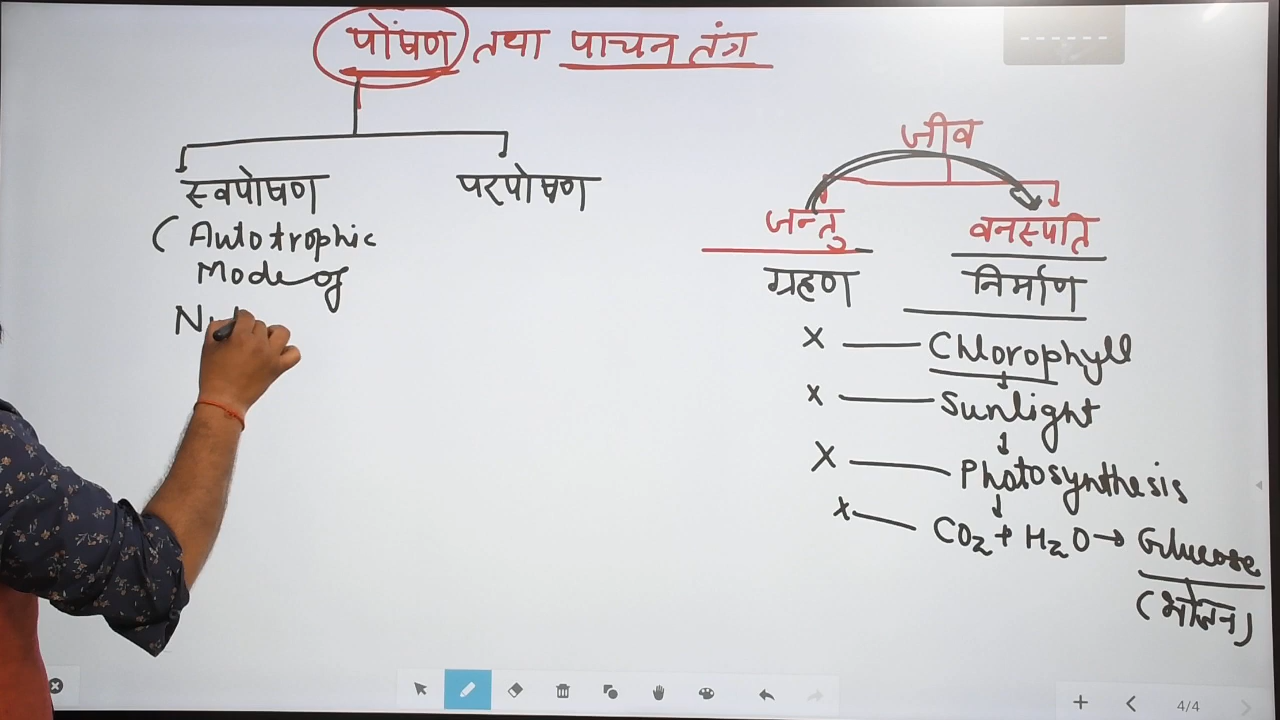 पोषण तथा पाचन तंत्र
स्वपोषण परपोषण
( Autotrophic
Mode of
जीव
जन्तु वनस्पति
ग्रहण निर्माण
X — Chlorophyll
↓
X — Sunlight
↓
X — Photosynthesis
↓
X — CO₂ + H₂O → Glucose
(भोजन)
4/4